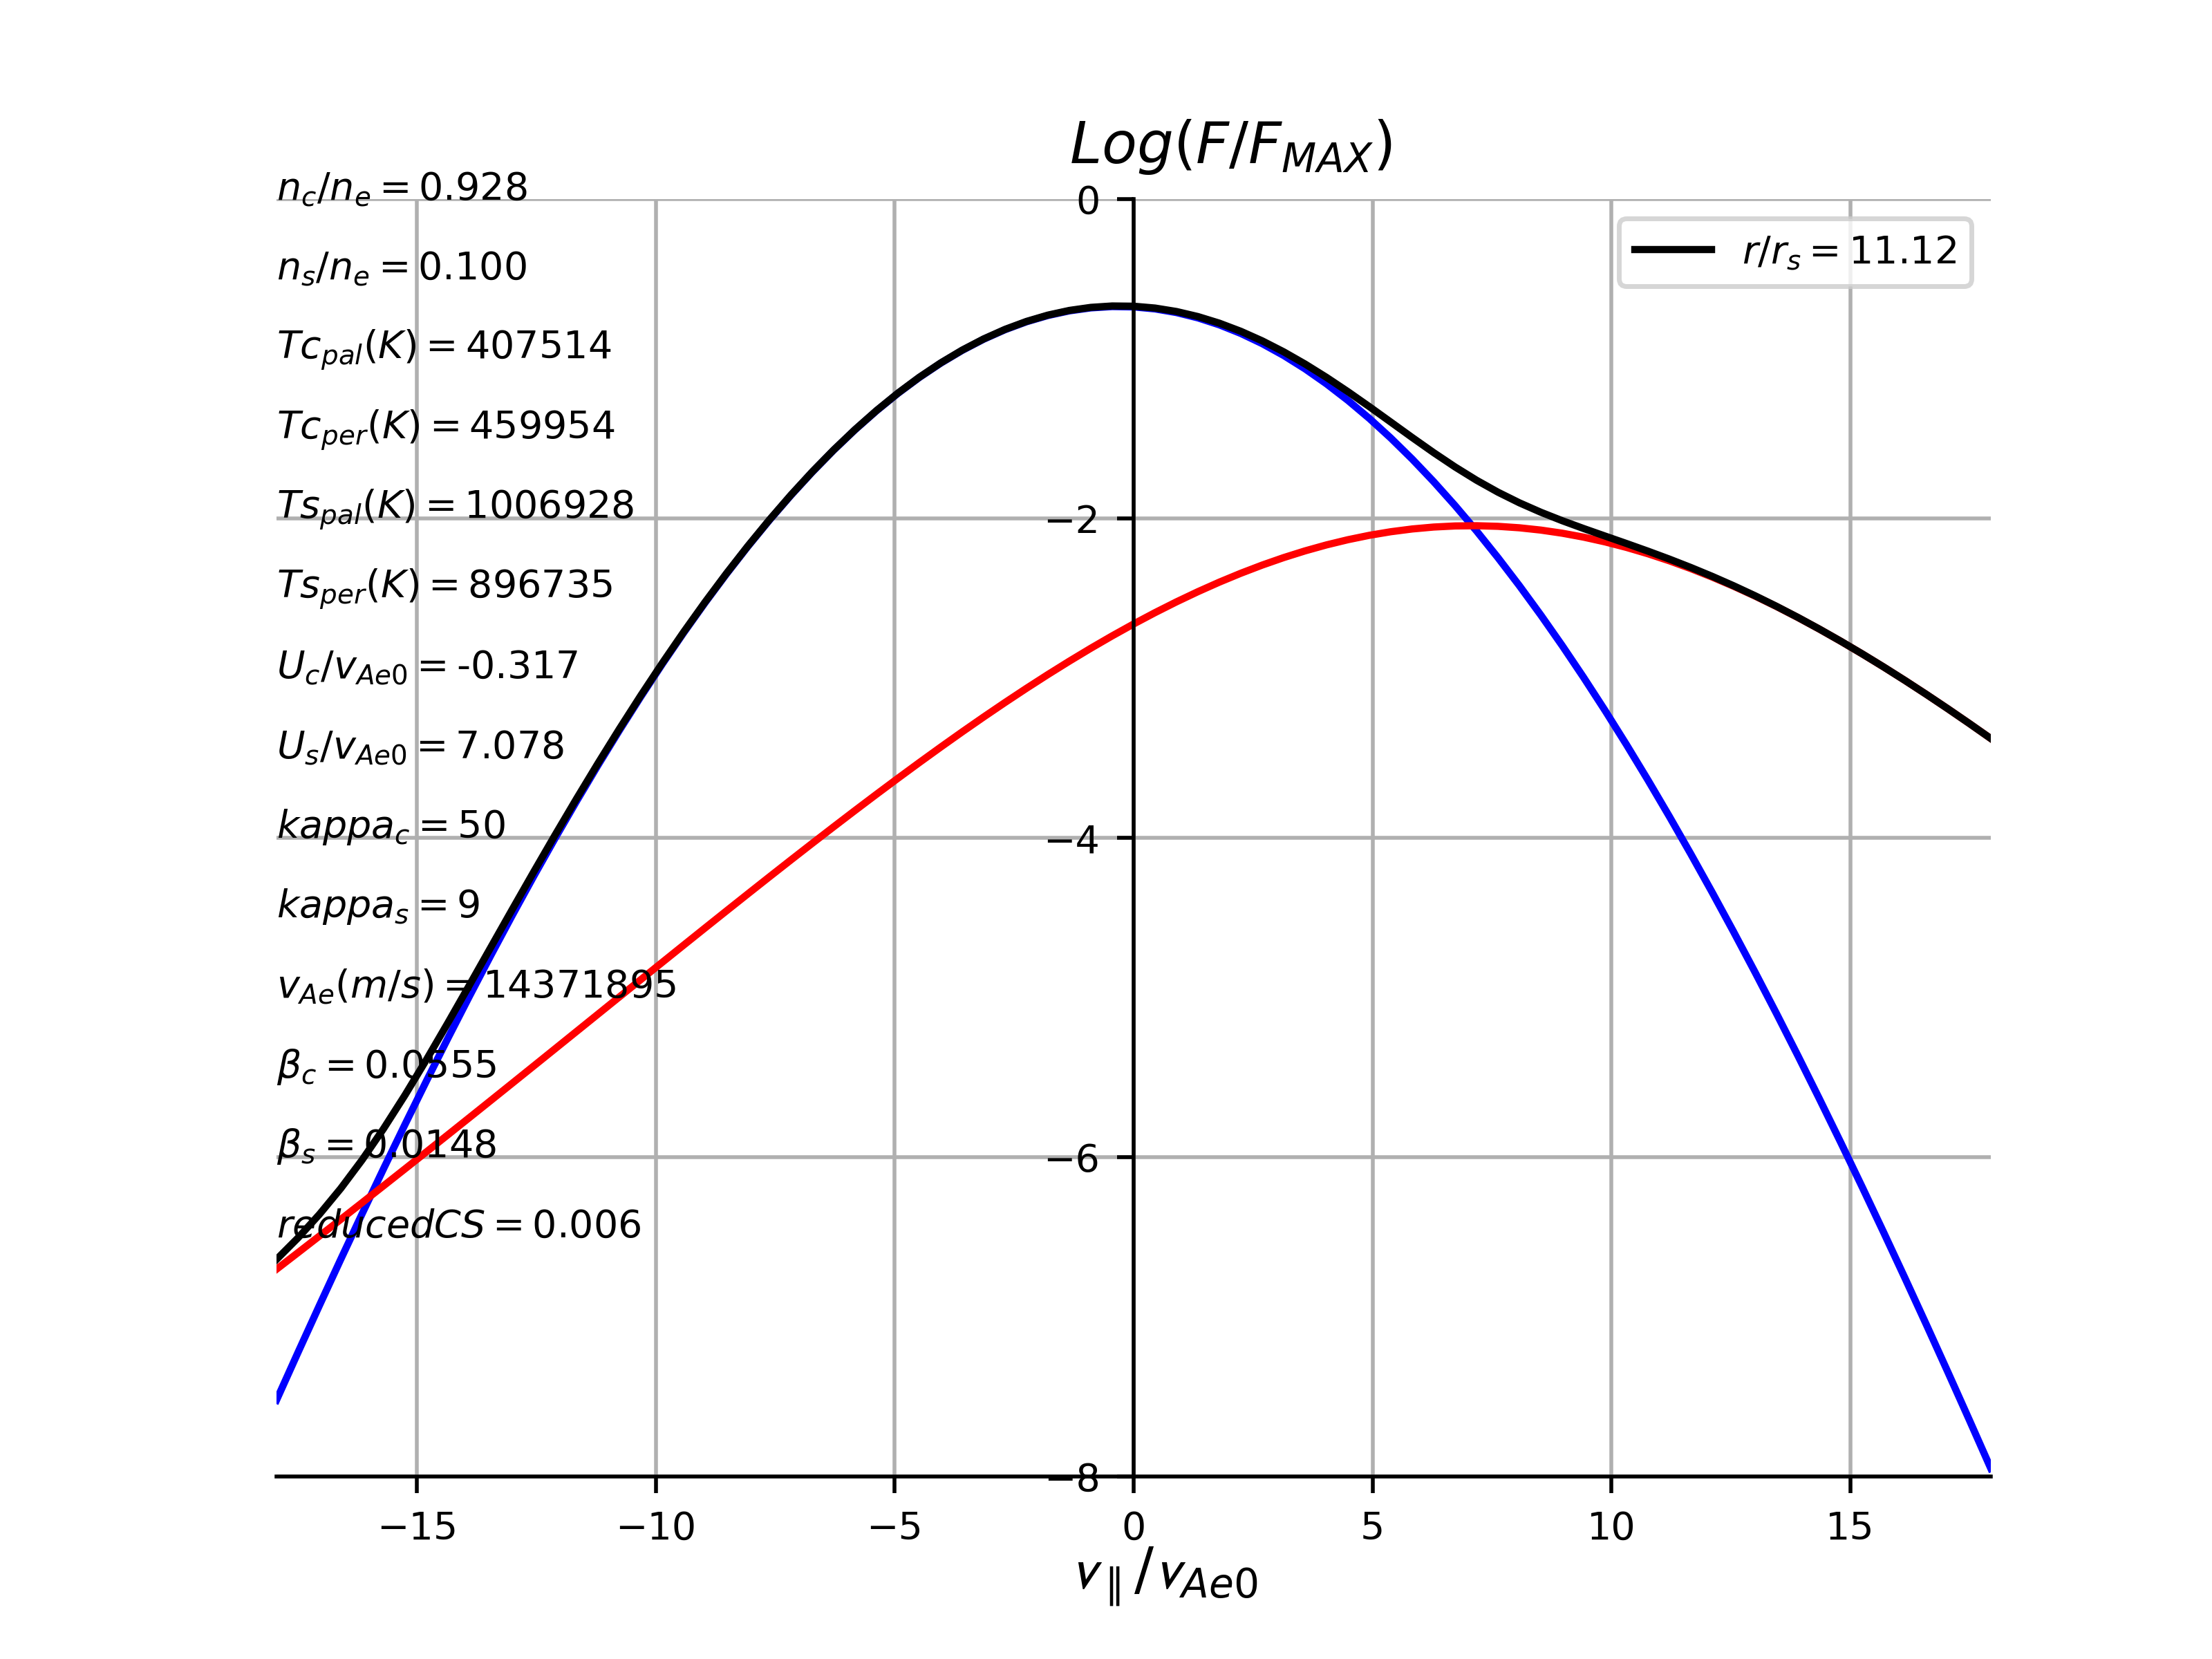 Log(F/F_MAX)
n_c/n_e = 0.928
0
r/r_s = 11.12
n_s/n_e = 0.100
Tc_pal(K) = 407514
Tc_per(K) = 459954
Ts_pal(K) = 1006928
−2
Ts_per(K) = 896735
U_c/v_Ae0 = -0.317
U_s/v_Ae0 = 7.078
kappa_c = 50
−4
kappa_s = 9
v_Ae(m/s) = 14371895
β_c = 0.0555
β_s = 0.0148
−6
reducedCS = 0.006
−8
−15 −10 −5 0 5 10 15
v_∥/v_Ae0